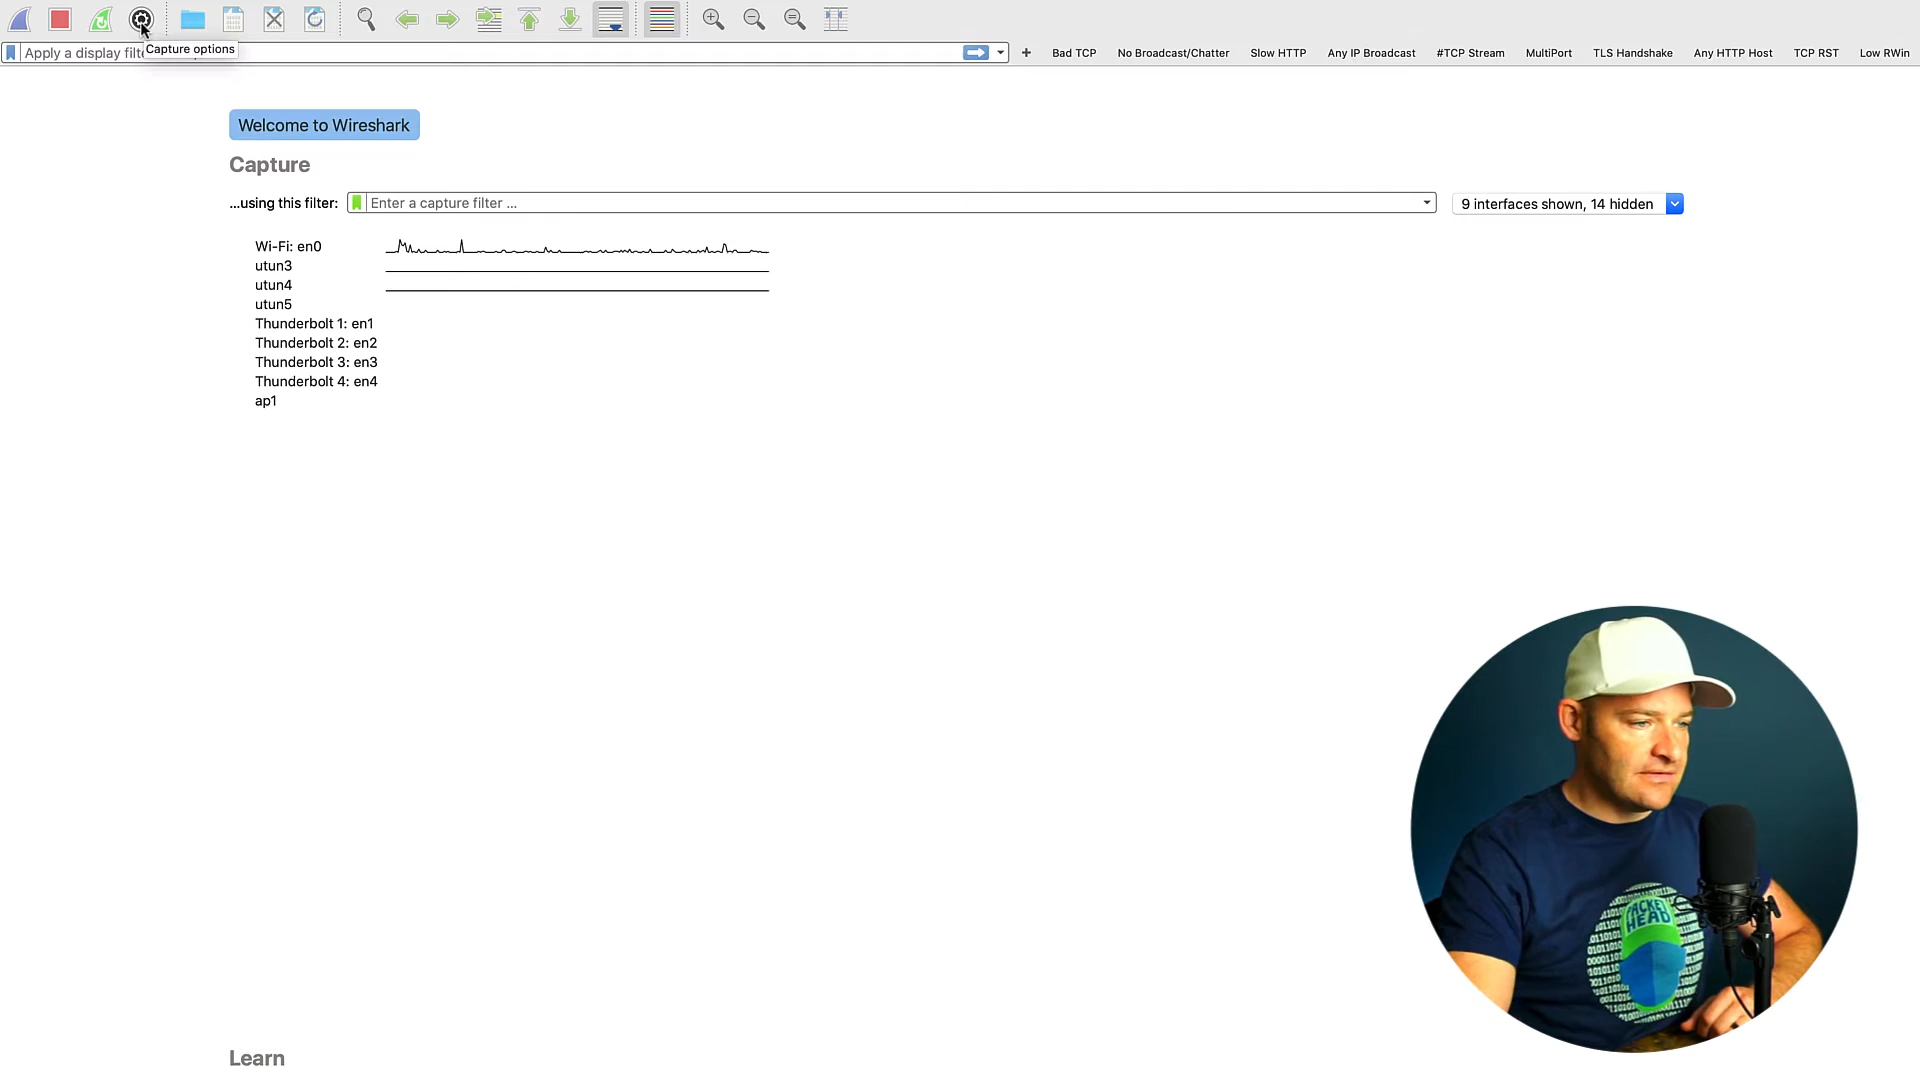 Apply a display filt
Capture options
Bad TCP
No Broadcast/Chatter
Slow HTTP
Any IP Broadcast
#TCP Stream
MultiPort
TLS Handshake
Any HTTP Host
TCP RST
Low RWin
Welcome to Wireshark
Capture
...using this filter:
Enter a capture filter ...
9 interfaces shown, 14 hidden
Wi-Fi: en0
utun3
utun4
utun5
Thunderbolt 1: en1
Thunderbolt 2: en2
Thunderbolt 3: en3
Thunderbolt 4: en4
ap1
PACKET
HEAD
Learn